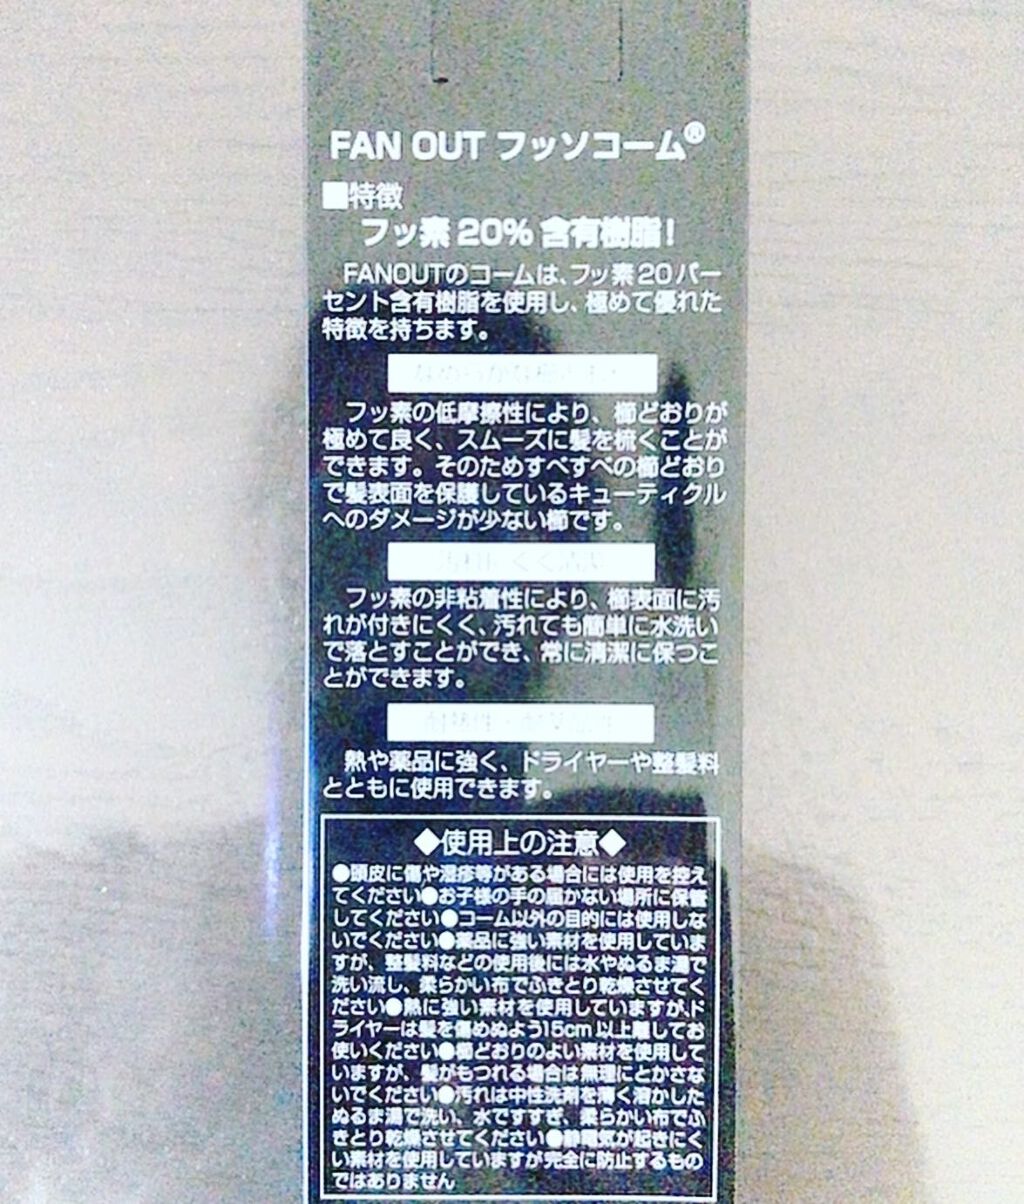 FAN OUT フッソコーム®
■特徴
フッ素20% 含有樹脂!
FANOUTのコームは、フッ素20パー
セント含有樹脂を使用し、極めて優れた
特徴を持ちます。
なめらかな櫛どおり
フッ素の低摩擦性により、櫛どおりが
極めて良く、スムーズに髪を梳くことが
できます。そのためすべすべの櫛どおり
で髪表面を保護しているキューティクル
へのダメージが少ない櫛です。
汚れにくく清潔
フッ素の非粘着性により、櫛表面に汚
れが付きにくく、汚れても簡単に水洗い
で落とすことができ、常に清潔に保つこ
とができます。
耐熱性・耐薬品性
熱や薬品に強く、ドライヤーや整髪料
とともに使用できます。
◆使用上の注意◆
●頭皮に傷や湿疹等がある場合には使用を控え
てください●お子様の手の届かない場所に保管
してください●コーム以外の目的には使用しな
いでください●薬品に強い素材を使用していま
すが、整髪料などの使用後には水やぬるま湯で
洗い流し、柔らかい布でふきとり乾燥させてく
ださい●熱に強い素材を使用していますが、ド
ライヤーは髪を傷めぬよう15cm以上離してお
使いください●櫛どおりのよい素材を使用して
いますが、髪がもつれる場合は無理にとかさな
いでください●汚れは中性洗剤を薄く溶かした
ぬるま湯で洗い、水ですすぎ、柔らかい布でふ
きとり乾燥させてください●静電気が起きにく
い素材を使用していますが完全に防止するもの
ではありません